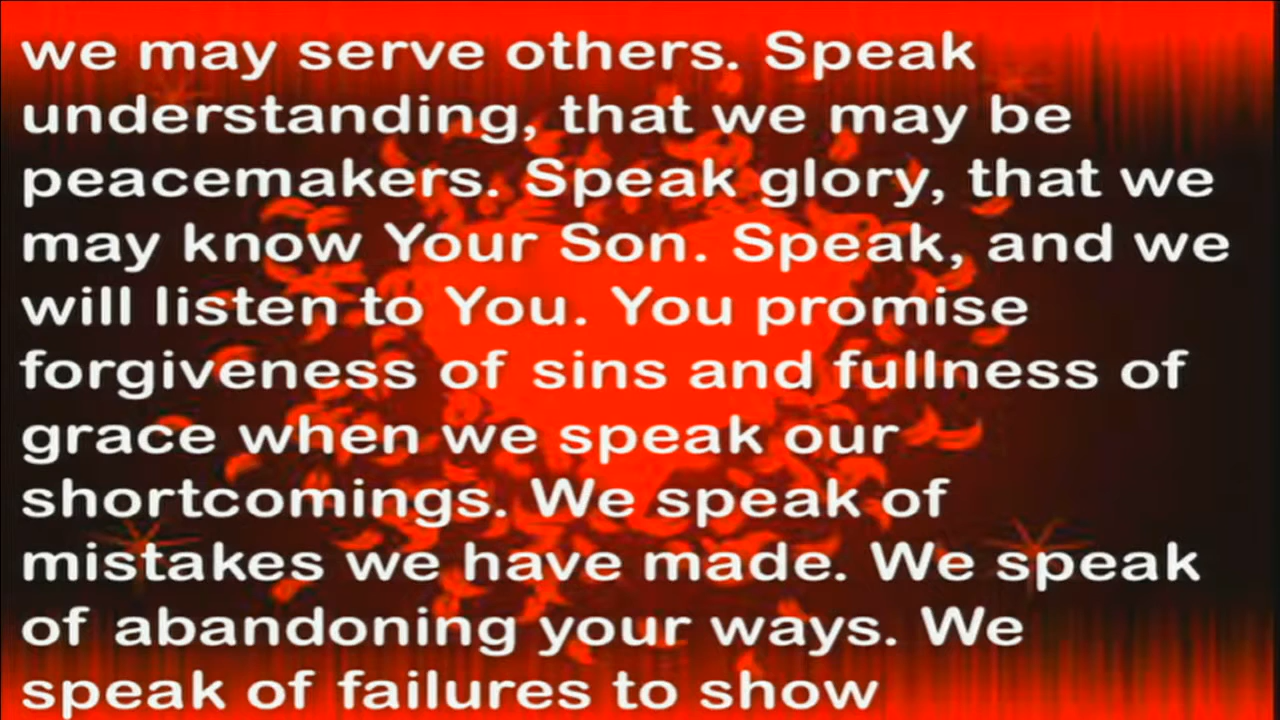 we may serve others. Speak
understanding, that we may be
peacemakers. Speak glory, that we
may know Your Son. Speak, and we
will listen to You. You promise
forgiveness of sins and fullness of
grace when we speak our
shortcomings. We speak of
mistakes we have made. We speak
of abandoning your ways. We
speak of failures to show